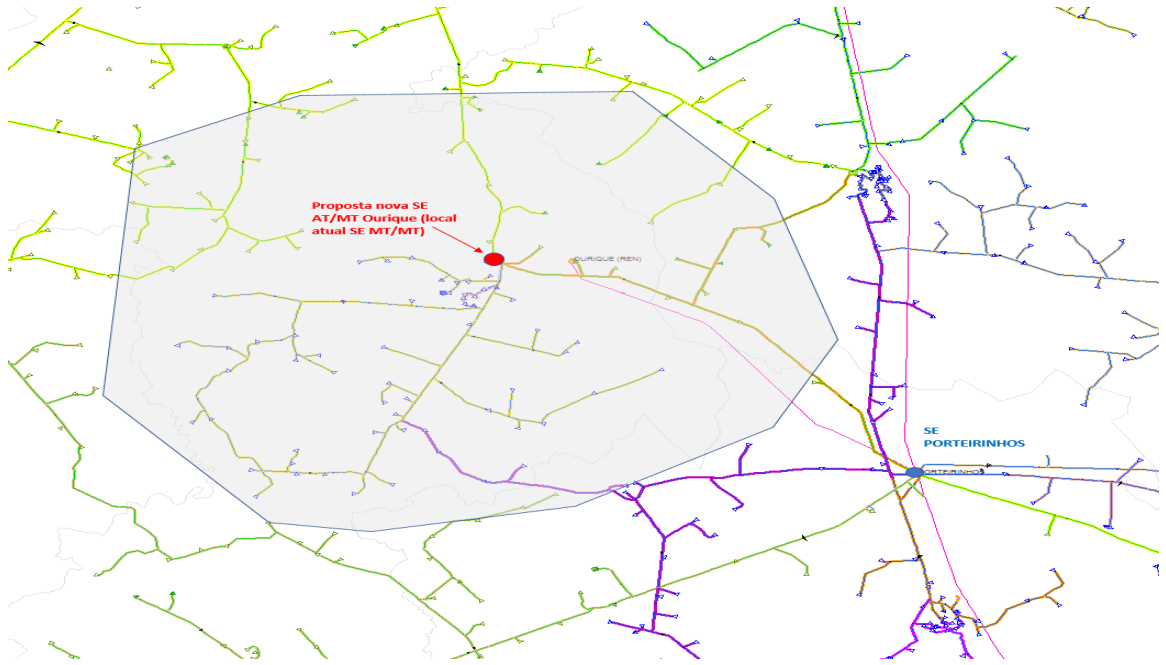 Proposta nova SE
AT/MT Ourique (local
atual SE MT/MT)
OURIQUE (REN)
SE
PORTEIRINHOS
PORTEIRINHOS